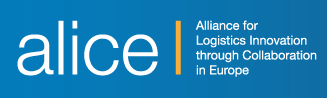 alice
Alliance for
Logistics Innovation
through Collaboration
in Europe